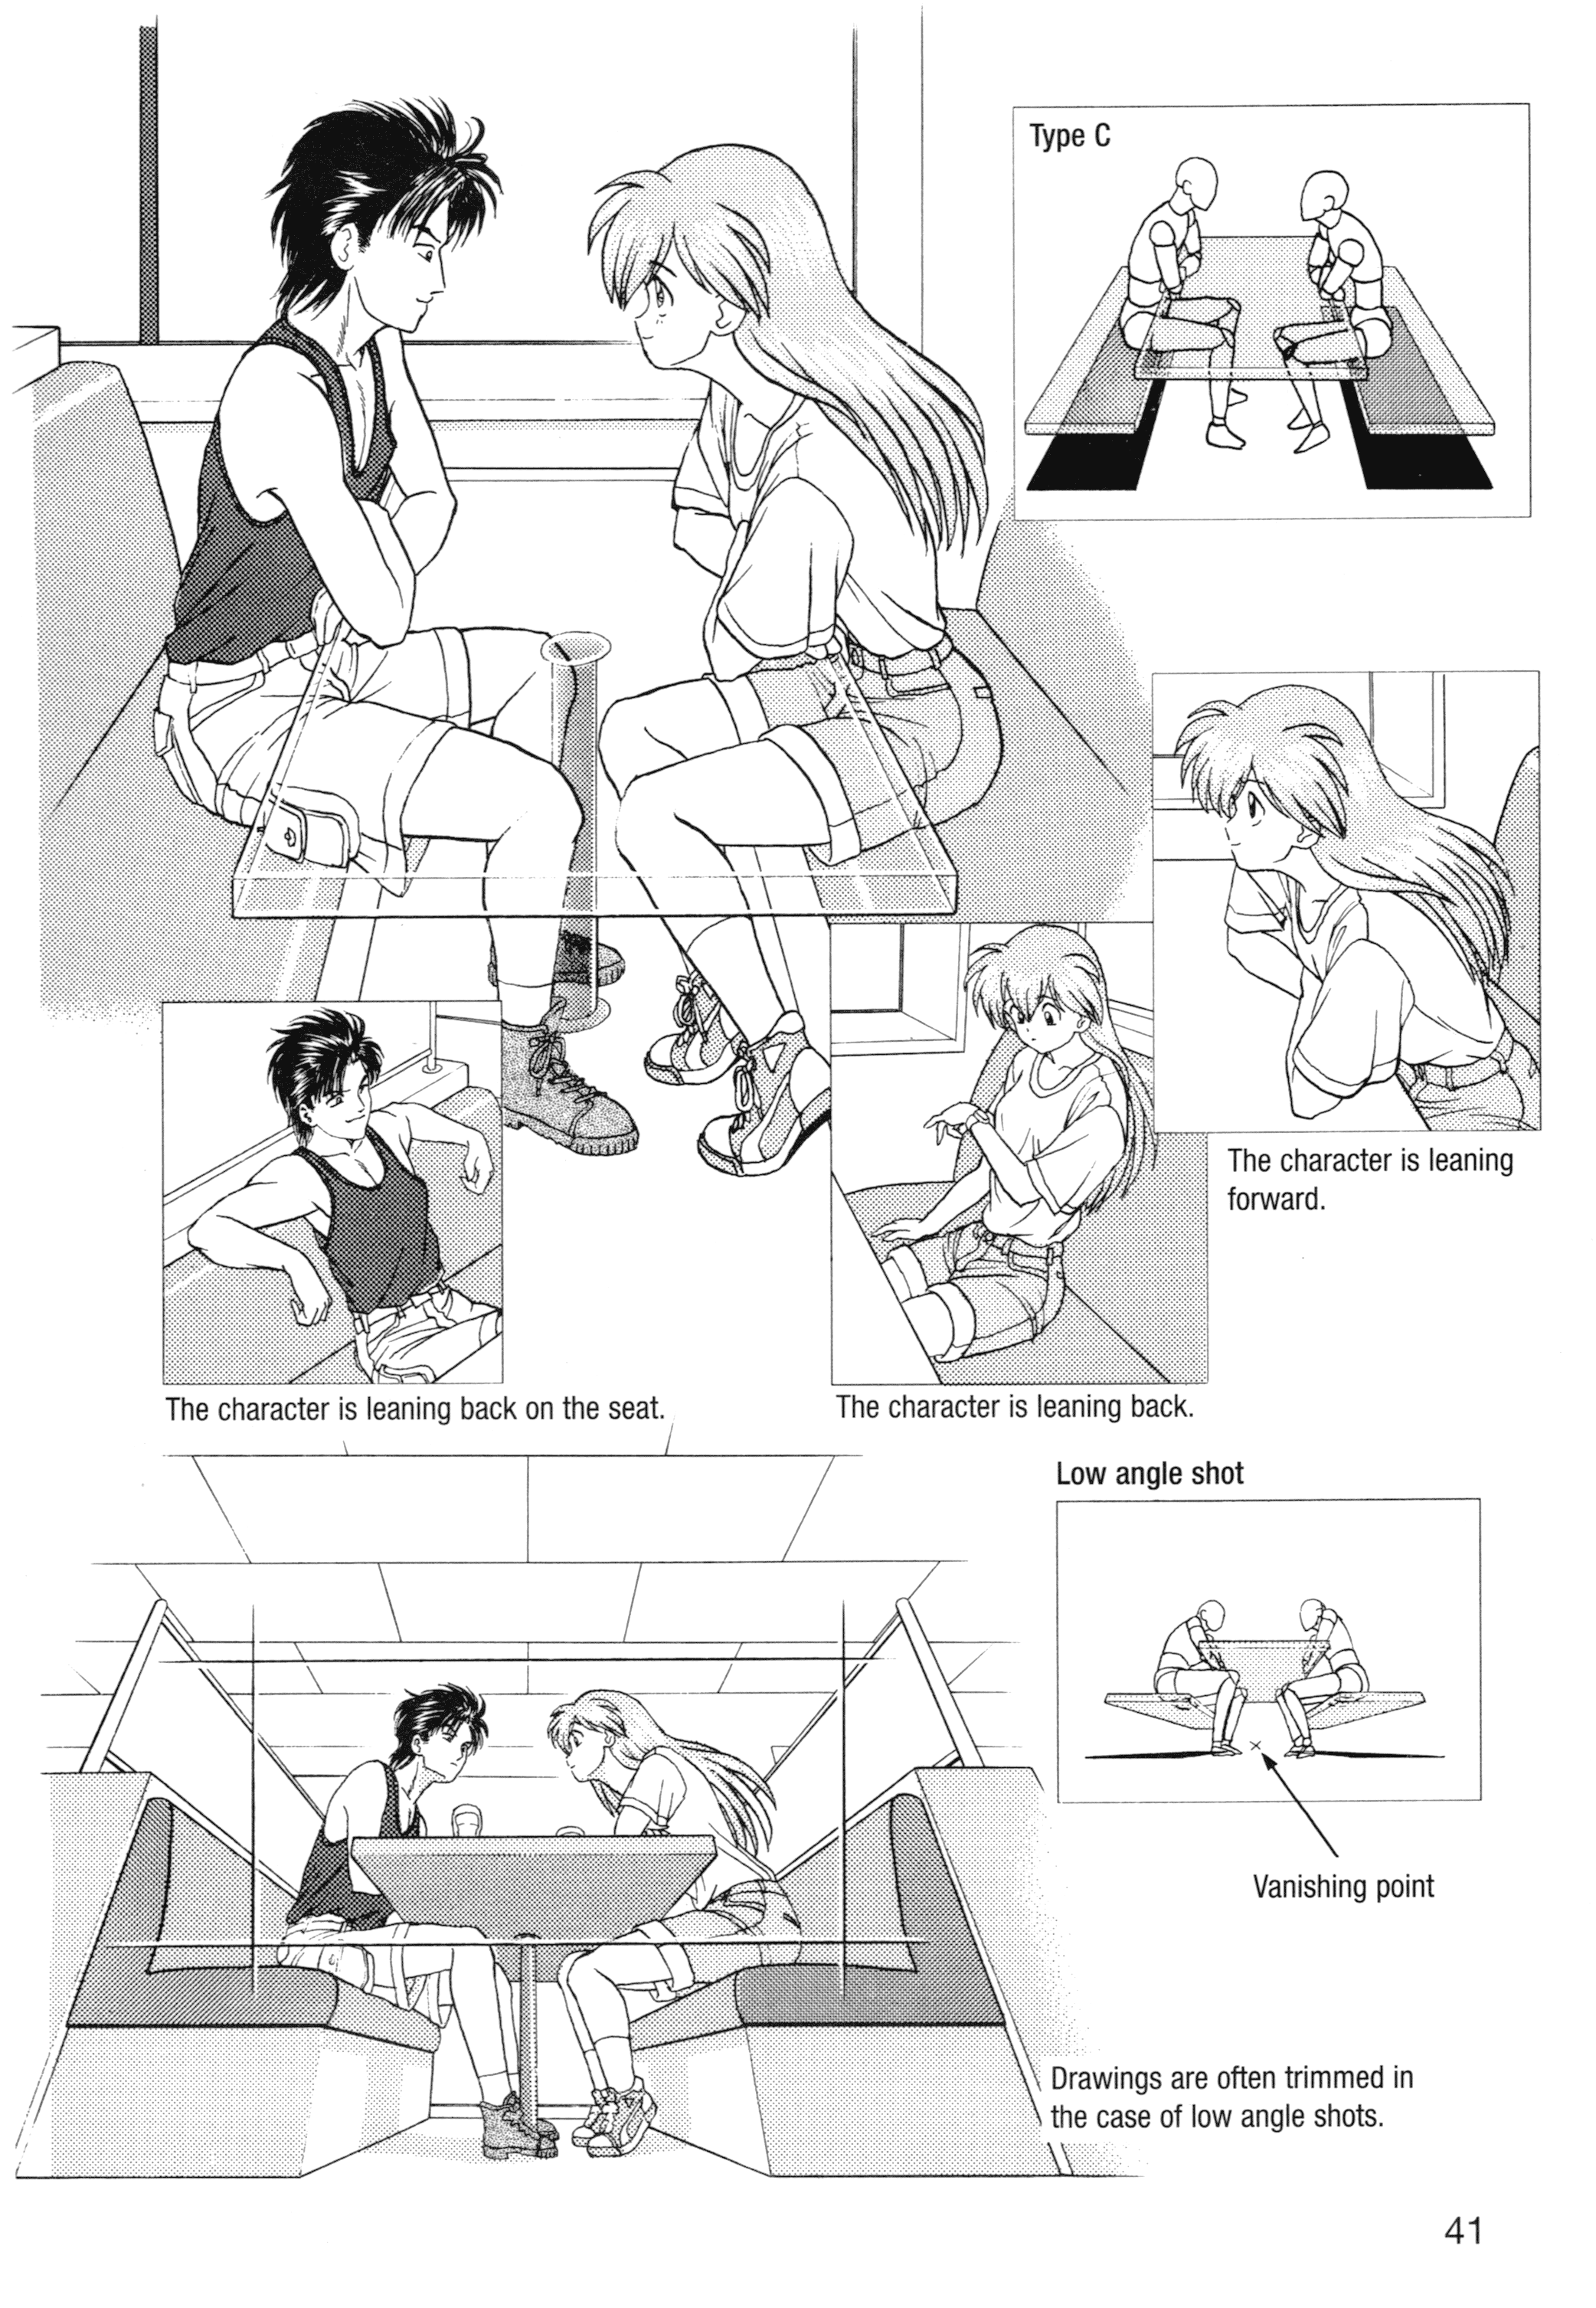 Type C
The character is leaning
forward.
The character is leaning back on the seat.
The character is leaning back.
Low angle shot
Vanishing point
Drawings are often trimmed in
the case of low angle shots.
41